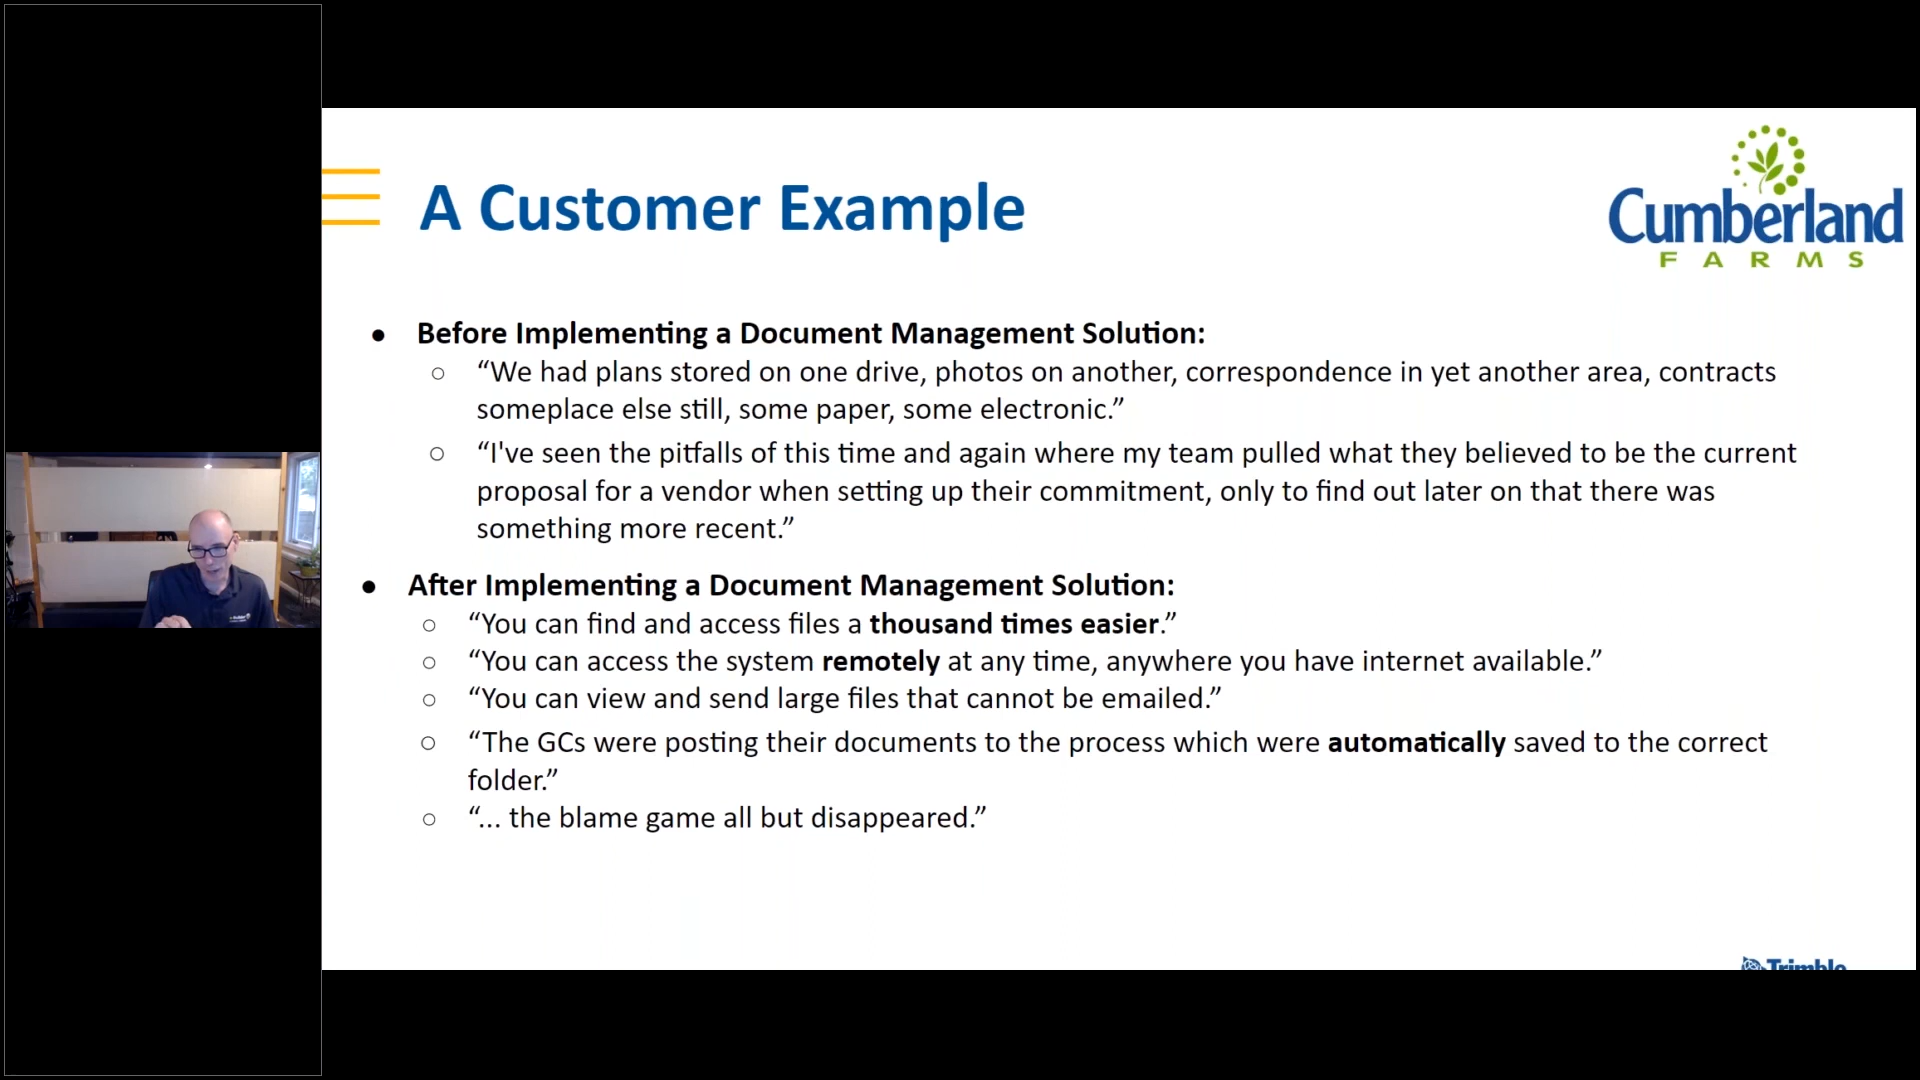 A Customer Example
Cumberland
FARMS
● Before Implementing a Document Management Solution:
○ “We had plans stored on one drive, photos on another, correspondence in yet another area, contracts
someplace else still, some paper, some electronic.”
○ “I've seen the pitfalls of this time and again where my team pulled what they believed to be the current
proposal for a vendor when setting up their commitment, only to find out later on that there was
something more recent.”
● After Implementing a Document Management Solution:
○ “You can find and access files a thousand times easier.”
○ “You can access the system remotely at any time, anywhere you have internet available.”
○ “You can view and send large files that cannot be emailed.”
○ “The GCs were posting their documents to the process which were automatically saved to the correct
folder.”
○ “... the blame game all but disappeared.”
Trimble